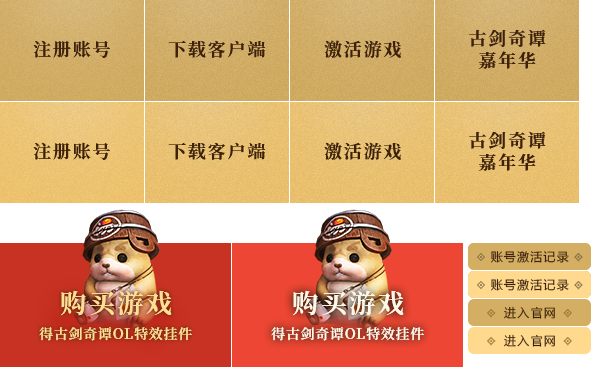 注册账号
下载客户端
激活游戏
古剑奇谭
嘉年华
注册账号
下载客户端
激活游戏
古剑奇谭
嘉年华
购买游戏
得古剑奇谭OL特效挂件
购买游戏
得古剑奇谭OL特效挂件
账号激活记录
账号激活记录
进入官网
进入官网